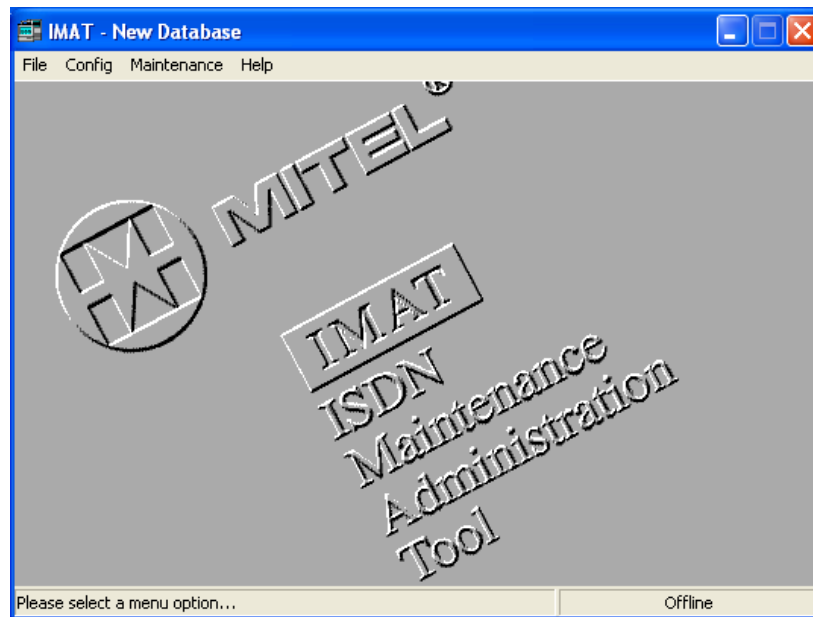 IMAT - New Database
File Config Maintenance Help
MITEL®
IMAT
ISDN
Maintenance
Administration
Tool
Please select a menu option...
Offline